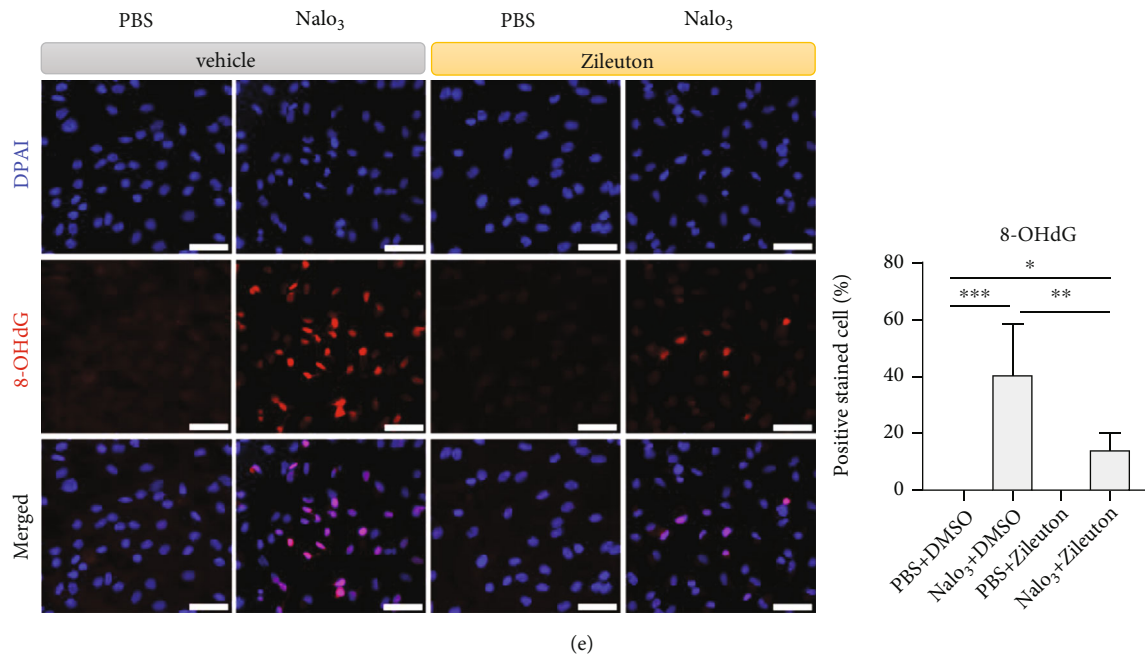 PBS Nalo₃ PBS Nalo₃
vehicle Zileuton
DPAI
8-OHdG
Merged
8-OHdG
Positive stained cell (%)
80
60
40
20
0
*
*** **
PBS+DMSO
Nalo₃+DMSO
PBS+Zileuton
Nalo₃+Zileuton
(e)